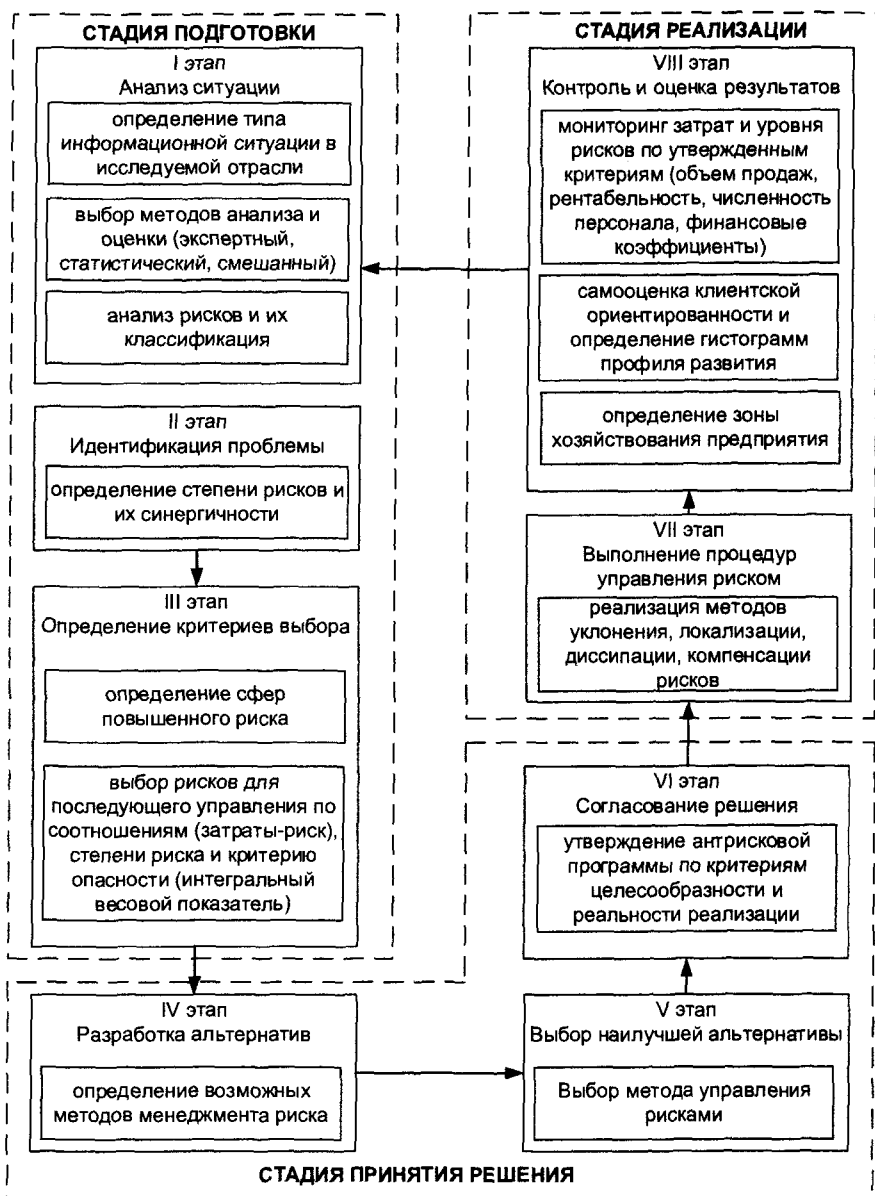 СТАДИЯ ПОДГОТОВКИ
I этап
Анализ ситуации
определение типа
информационной ситуации в
исследуемой отрасли
выбор методов анализа и
оценки (экспертный,
статистический, смешанный)
анализ рисков и их
классификация
II этап
Идентификация проблемы
определение степени рисков и
их синергичности
III этап
Определение критериев выбора
определение сфер
повышенного риска
выбор рисков для
последующего управления по
соотношениям (затраты-риск),
степени риска и критерию
опасности (интегральный
весовой показатель)
IV этап
Разработка альтернатив
определение возможных
методов менеджмента риска
V этап
Выбор наилучшей альтернативы
Выбор метода управления
рисками
СТАДИЯ ПРИНЯТИЯ РЕШЕНИЯ
VI этап
Согласование решения
утверждение антрисковой
программы по критериям
целесообразности и
реальности реализации
СТАДИЯ РЕАЛИЗАЦИИ
VIII этап
Контроль и оценка результатов
мониторинг затрат и уровня
рисков по утвержденным
критериям (объем продаж,
рентабельность, численность
персонала, финансовые
коэффициенты)
самооценка клиентской
ориентированности и
определение гистограмм
профиля развития
определение зоны
хозяйствования предприятия
VII этап
Выполнение процедур
управления риском
реализация методов
уклонения, локализации,
диссипации, компенсации
рисков